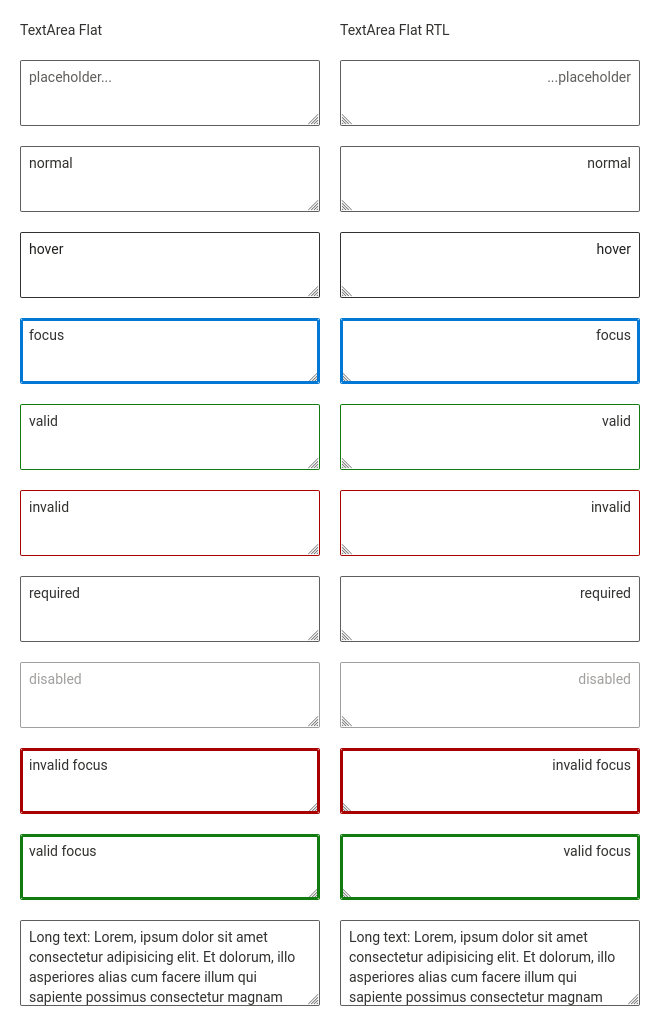 TextArea Flat
TextArea Flat RTL
placeholder...
...placeholder
normal
normal
hover
hover
focus
focus
valid
valid
invalid
invalid
required
required
disabled
disabled
invalid focus
invalid focus
valid focus
valid focus
Long text: Lorem, ipsum dolor sit amet
consectetur adipisicing elit. Et dolorum, illo
asperiores alias cum facere illum qui
sapiente possimus consectetur magnam
Long text: Lorem, ipsum dolor sit amet
consectetur adipisicing elit. Et dolorum, illo
asperiores alias cum facere illum qui
sapiente possimus consectetur magnam